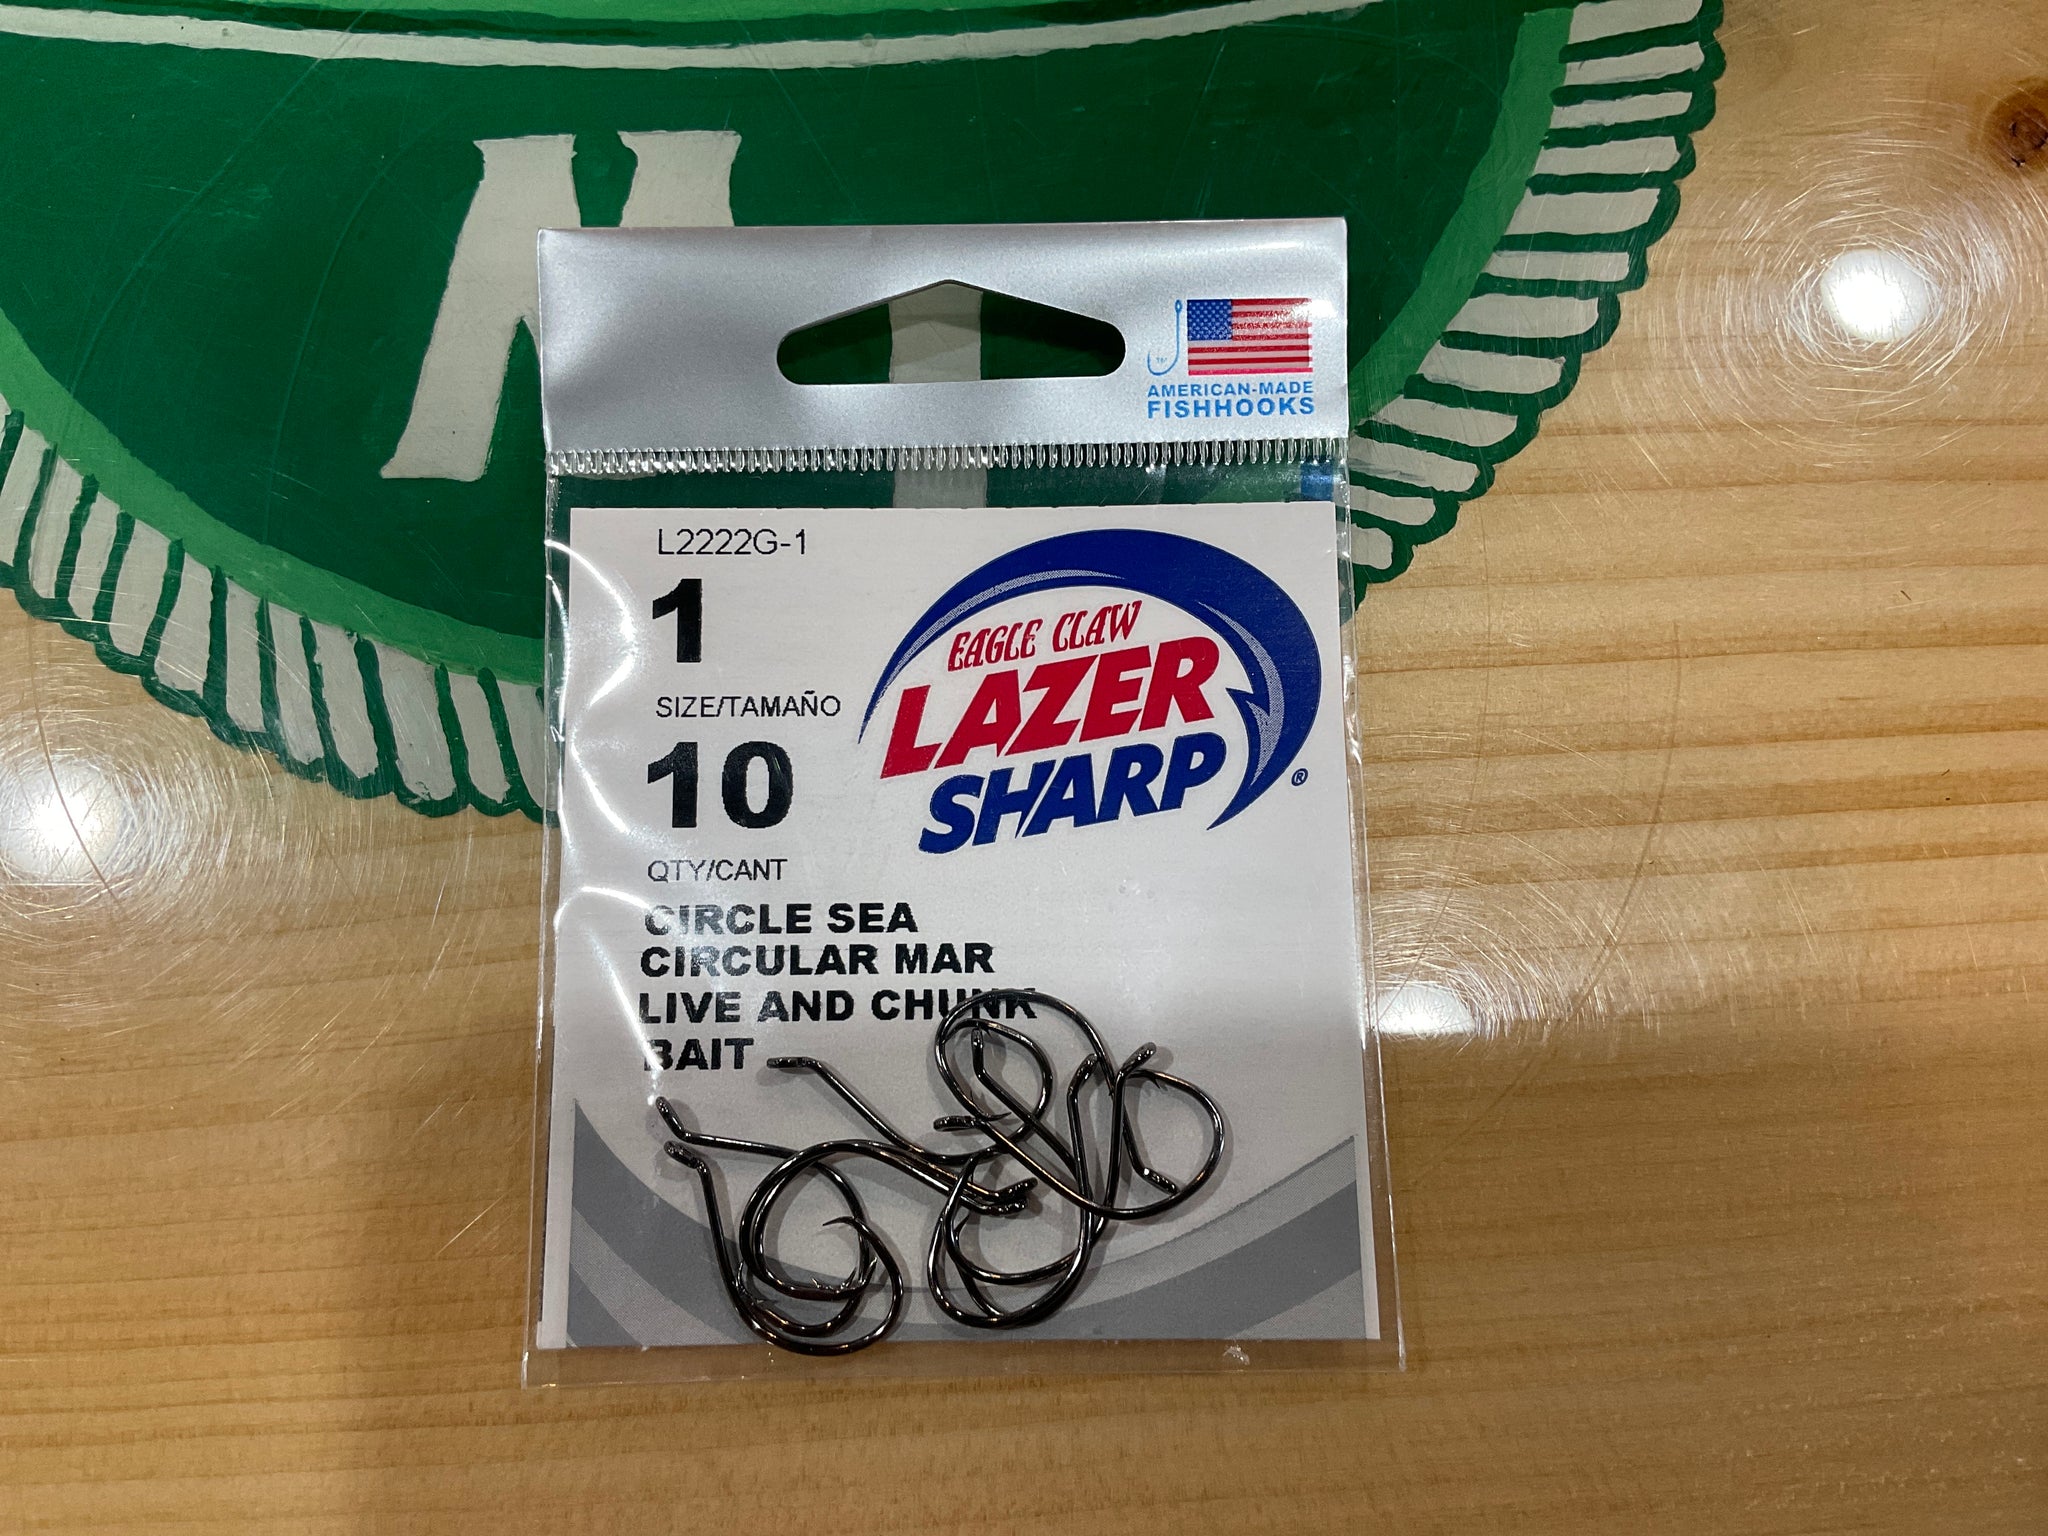 AMERICAN-MADE
FISHHOOKS
L2222G-1
1
SIZE/TAMAÑO
10
QTY/CANT
EAGLE CLAW
LAZER
SHARP®
CIRCLE SEA
CIRCULAR MAR
LIVE AND CHUNK
BAIT